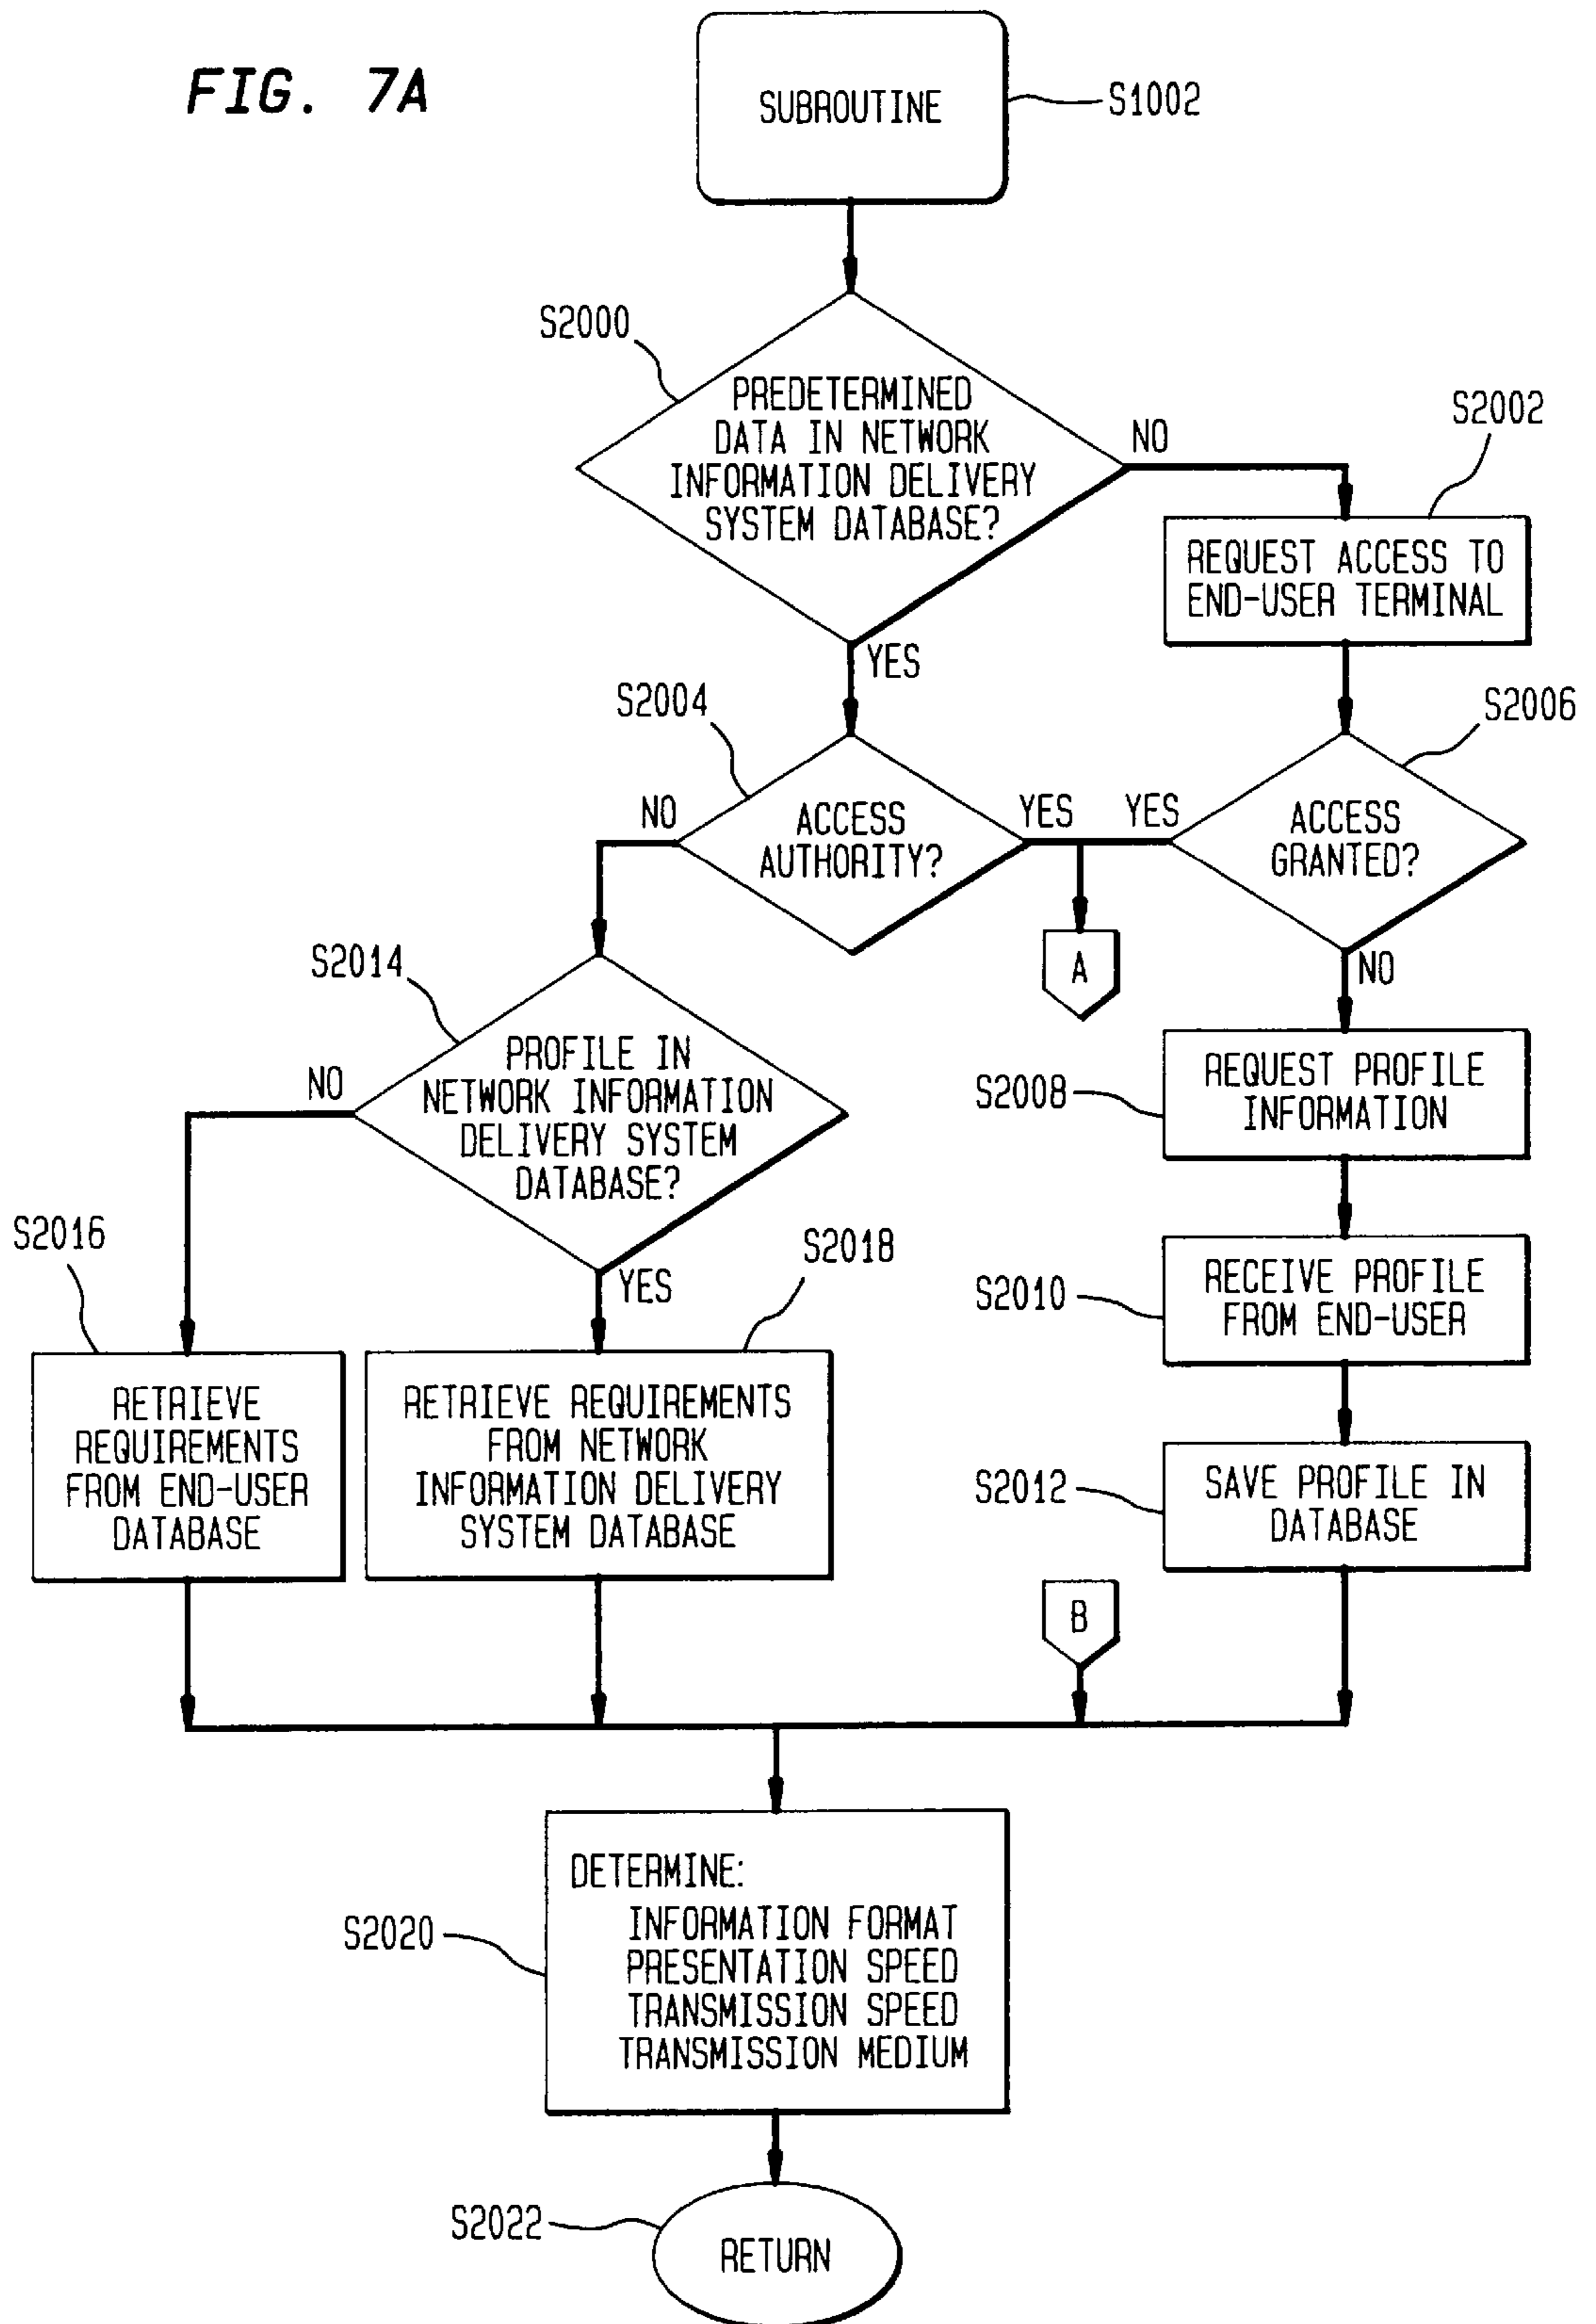 FIG. 7A
SUBROUTINE
S1002
S2000
PREDETERMINED
DATA IN NETWORK
INFORMATION DELIVERY
SYSTEM DATABASE?
NO
YES
S2002
REQUEST ACCESS TO
END-USER TERMINAL
S2004
ACCESS
AUTHORITY?
NO
YES
YES
S2006
ACCESS
GRANTED?
NO
A
S2014
PROFILE IN
NETWORK INFORMATION
DELIVERY SYSTEM
DATABASE?
NO
YES
S2008
REQUEST PROFILE
INFORMATION
S2010
RECEIVE PROFILE
FROM END-USER
S2016
RETRIEVE
REQUIREMENTS
FROM END-USER
DATABASE
S2018
RETRIEVE REQUIREMENTS
FROM NETWORK
INFORMATION DELIVERY
SYSTEM DATABASE
S2012
SAVE PROFILE IN
DATABASE
B
S2020
DETERMINE:
INFORMATION FORMAT
PRESENTATION SPEED
TRANSMISSION SPEED
TRANSMISSION MEDIUM
S2022
RETURN